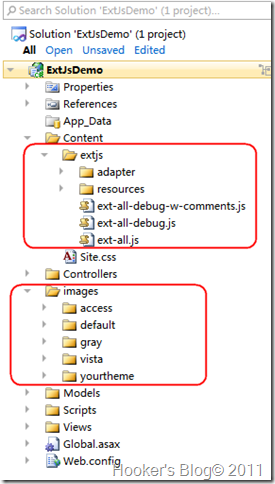 Search Solution 'ExtJsDemo' (1 project)
Solution 'ExtJsDemo' (1 project)
All Open Unsaved Edited
ExtJsDemo
Properties
References
App_Data
Content
extjs
adapter
resources
ext-all-debug-w-comments.js
ext-all-debug.js
ext-all.js
Site.css
Controllers
images
access
default
gray
vista
yourtheme
Models
Scripts
Views
Global.asax
Web.config
Hooker's Blog© 2011